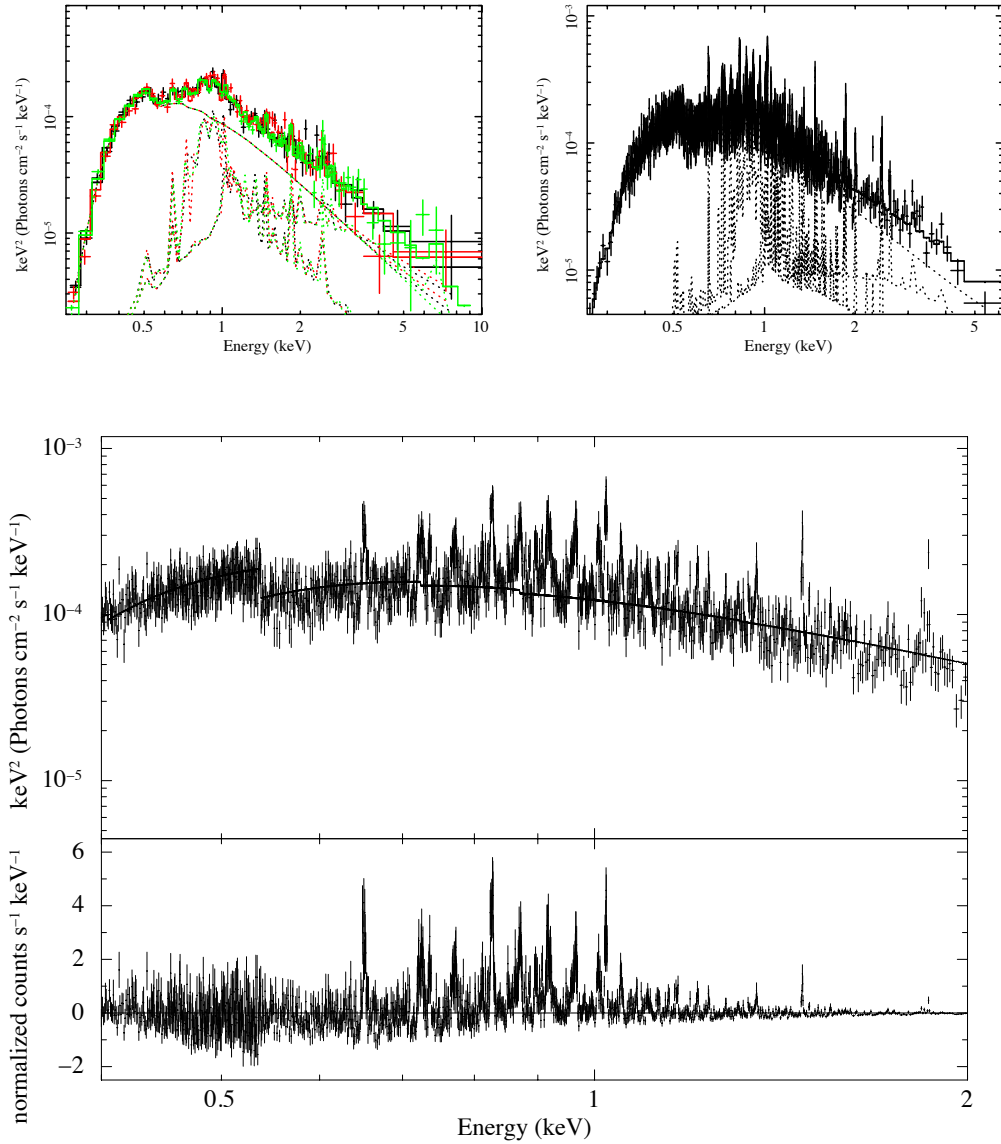 10⁻⁴
10⁻⁵
keV² (Photons cm⁻² s⁻¹ keV⁻¹)
0.5 1 2 5 10
Energy (keV)
10⁻³
10⁻⁴
10⁻⁵
keV² (Photons cm⁻² s⁻¹ keV⁻¹)
0.5 1 2 5
Energy (keV)
10⁻³
10⁻⁴
10⁻⁵
keV² (Photons cm⁻² s⁻¹ keV⁻¹)
6
4
2
0
−2
normalized counts s⁻¹ keV⁻¹
0.5 1 2
Energy (keV)